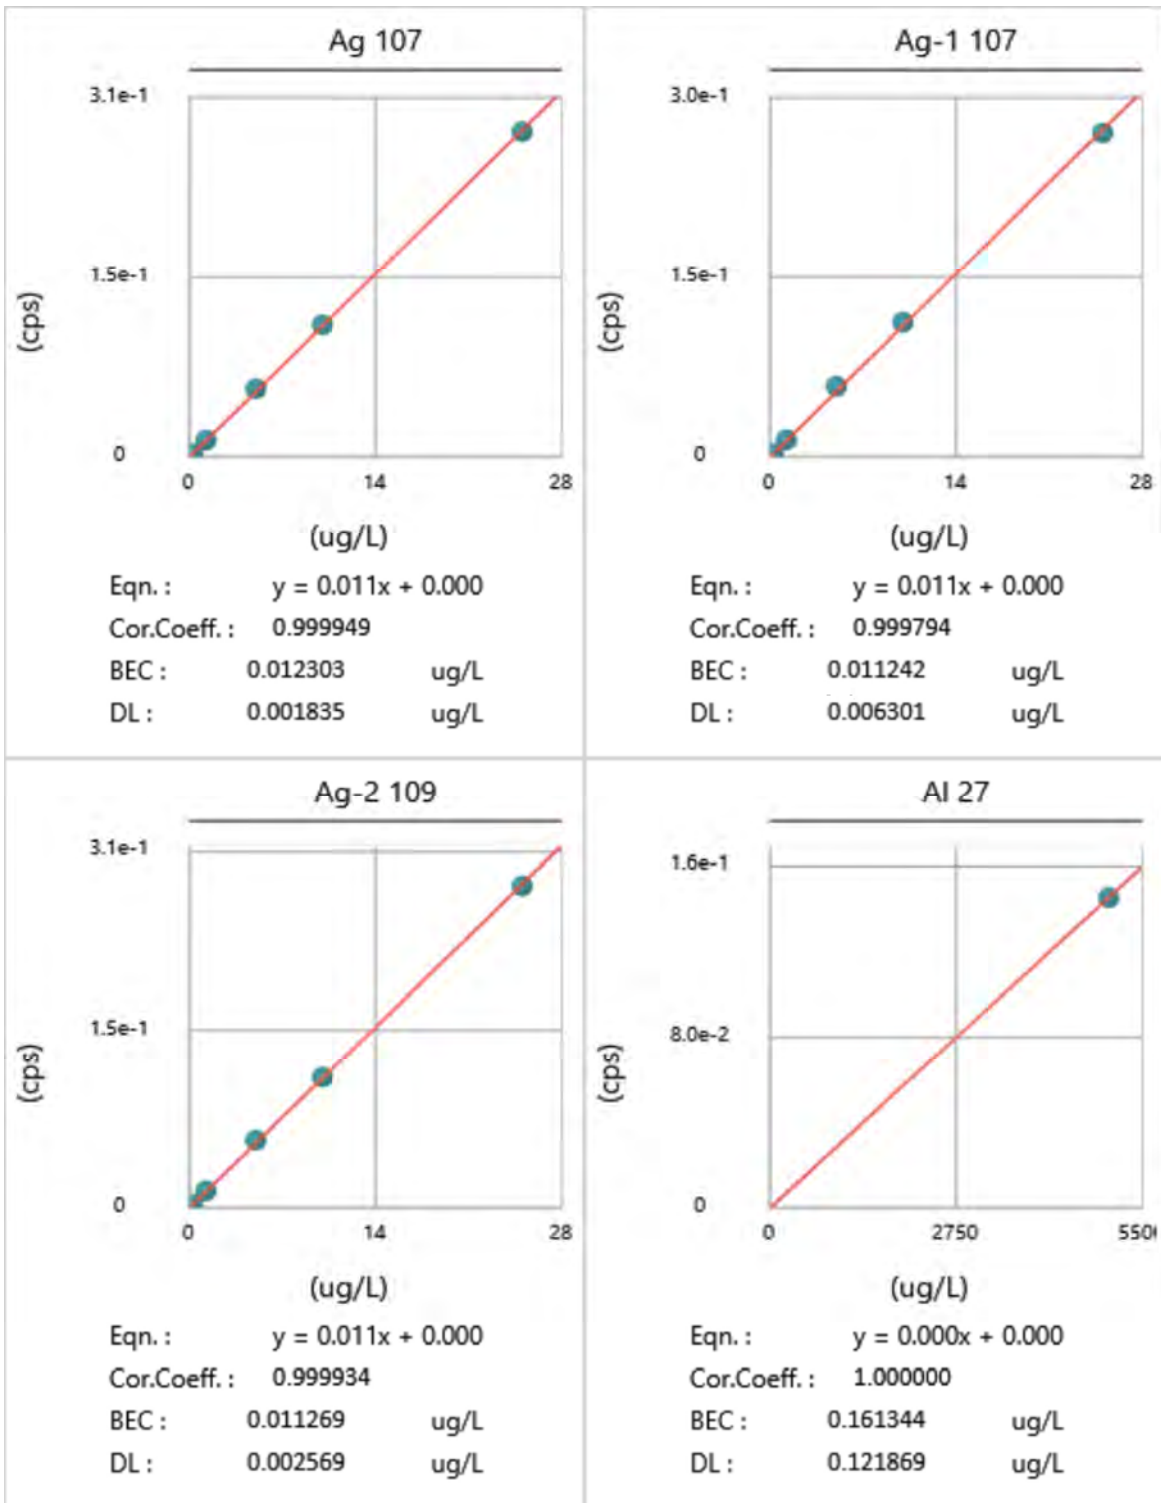 Ag 107
3.1e-1
1.5e-1
0
0 14 28
(cps)
(ug/L)
Eqn. : y = 0.011x + 0.000
Cor.Coeff. : 0.999949
BEC : 0.012303 ug/L
DL : 0.001835 ug/L
Ag-1 107
3.0e-1
1.5e-1
0
0 14 28
(cps)
(ug/L)
Eqn. : y = 0.011x + 0.000
Cor.Coeff. : 0.999794
BEC : 0.011242 ug/L
DL : 0.006301 ug/L
Ag-2 109
3.1e-1
1.5e-1
0
0 14 28
(cps)
(ug/L)
Eqn. : y = 0.011x + 0.000
Cor.Coeff. : 0.999934
BEC : 0.011269 ug/L
DL : 0.002569 ug/L
Al 27
1.6e-1
8.0e-2
0
0 2750 550
(cps)
(ug/L)
Eqn. : y = 0.000x + 0.000
Cor.Coeff. : 1.000000
BEC : 0.161344 ug/L
DL : 0.121869 ug/L